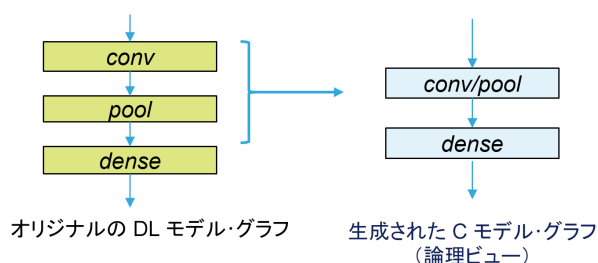 conv
pool
dense
オリジナルの DL モデル・グラフ
conv/pool
dense
生成された C モデル・グラフ
(論理ビュー)